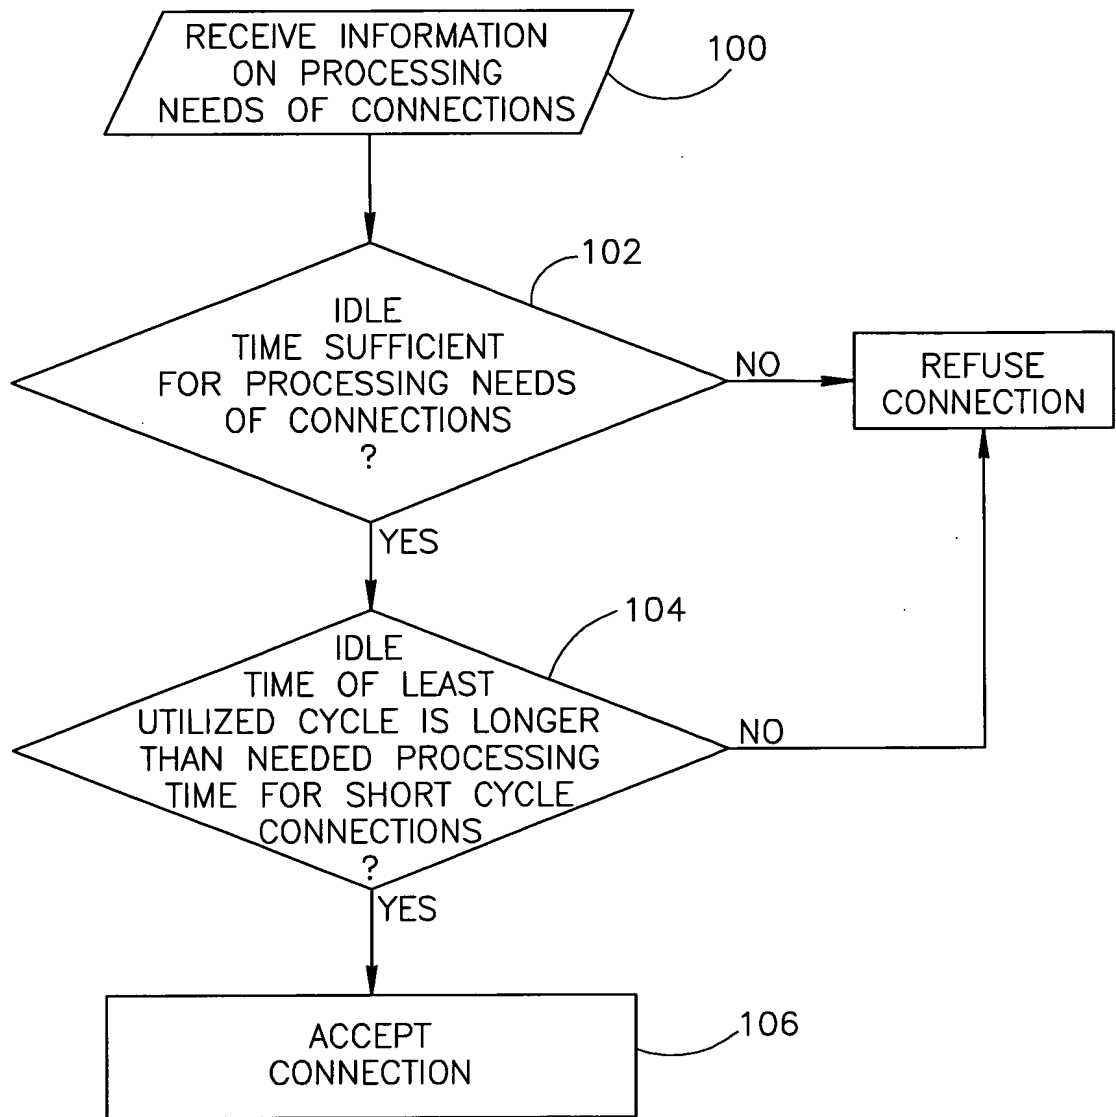 RECEIVE INFORMATION
ON PROCESSING
NEEDS OF CONNECTIONS
100
102
IDLE
TIME SUFFICIENT
FOR PROCESSING NEEDS
OF CONNECTIONS
?
NO
REFUSE
CONNECTION
YES
104
IDLE
TIME OF LEAST
UTILIZED CYCLE IS LONGER
THAN NEEDED PROCESSING
TIME FOR SHORT CYCLE
CONNECTIONS
?
NO
YES
ACCEPT
CONNECTION
106